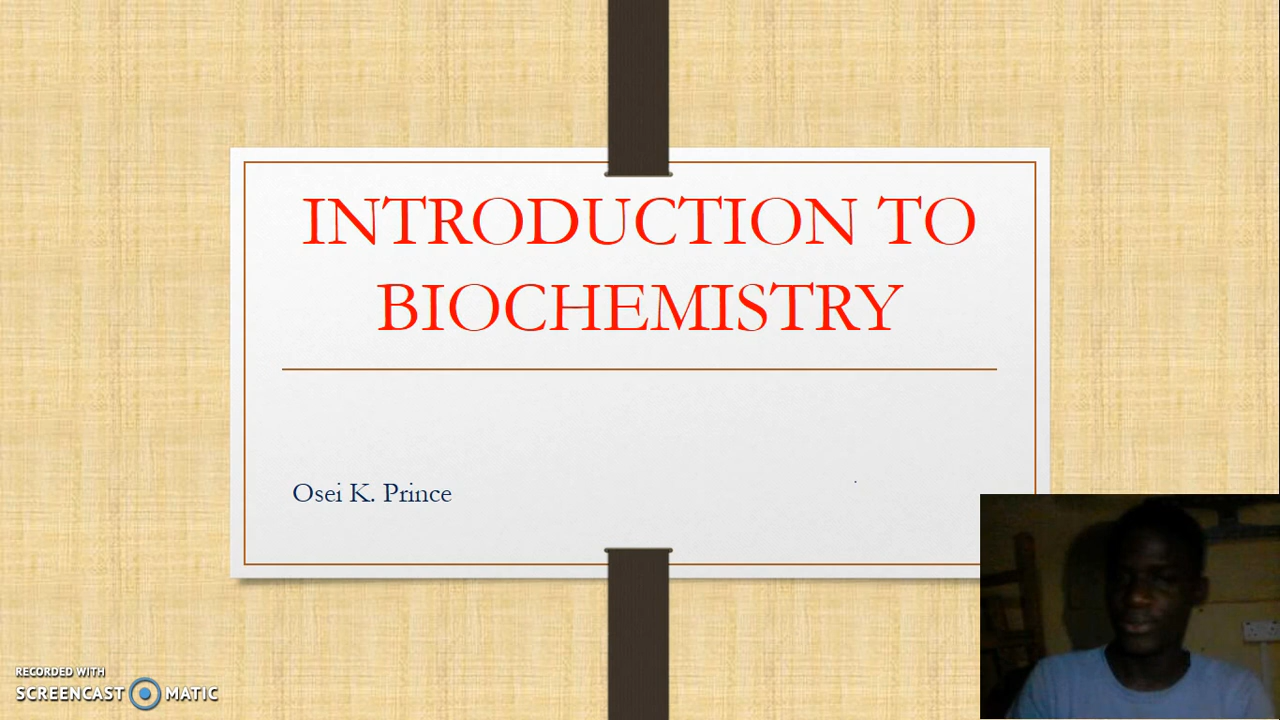 INTRODUCTION TO
BIOCHEMISTRY
Osei K. Prince
RECORDED WITH
SCREENCAST MATIC